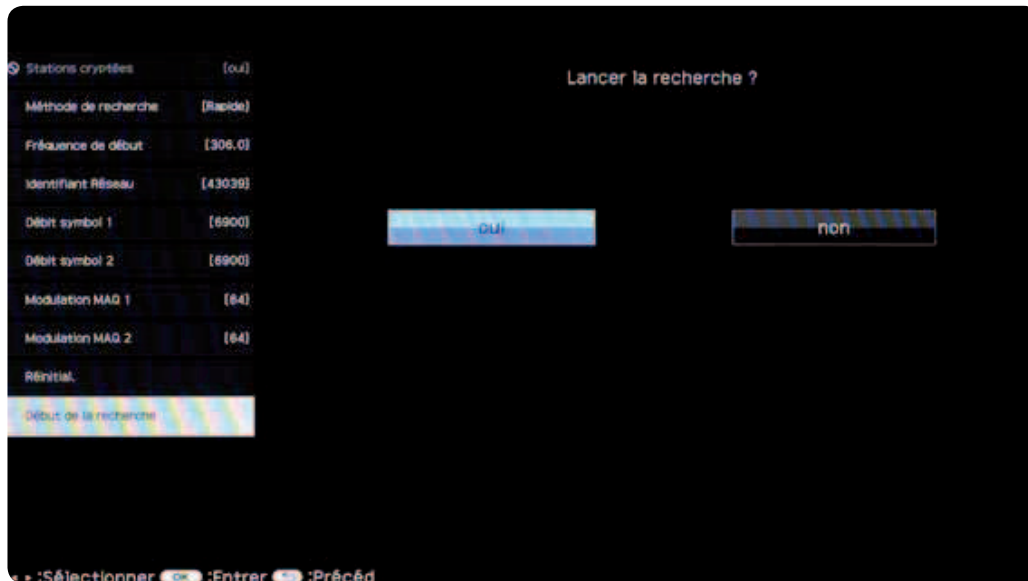 Stations cryptées [oui]
Méthode de recherche [Rapide]
Fréquence de début [306.0]
Identifiant Réseau [43039]
Débit symbol 1 [6900]
Débit symbol 2 [6900]
Modulation MAQ 1 [64]
Modulation MAQ 2 [64]
Réinitial.
Début de la recherche
Lancer la recherche ?
oui non
:Sélectionner OK :Entrer :Précéd